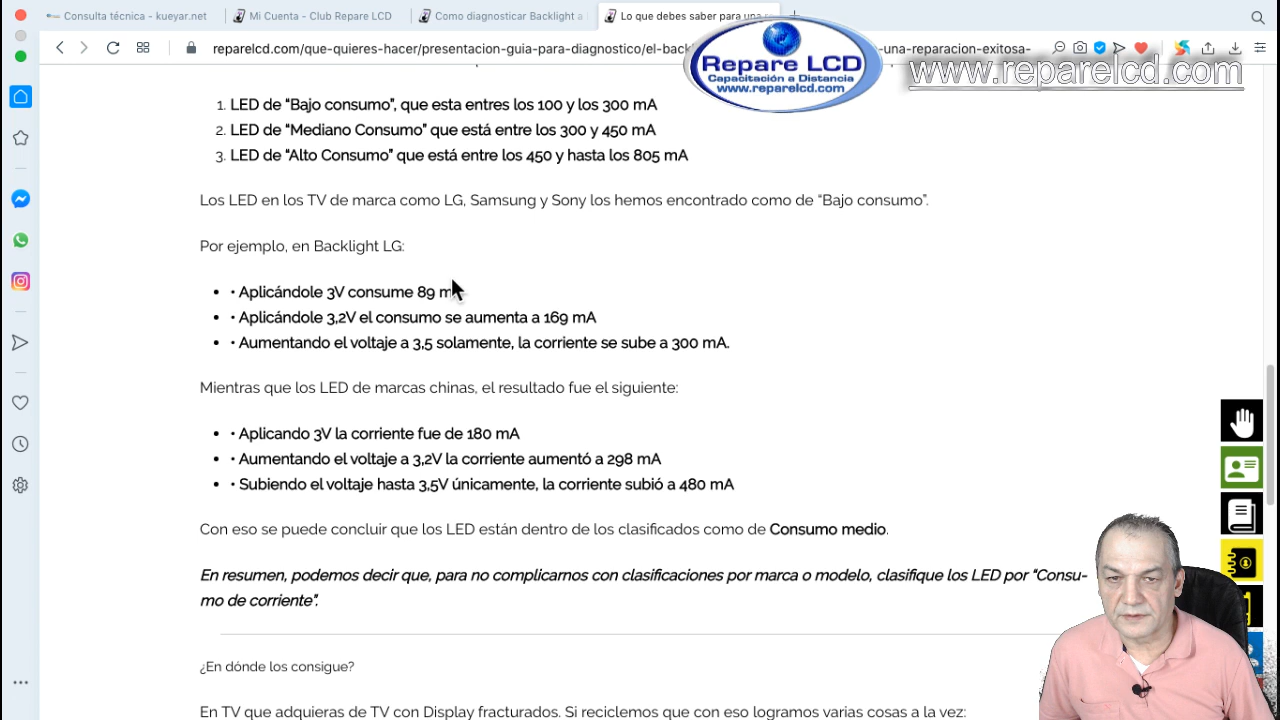 Consulta técnica - kueyar.net
Mi Cuenta - Club Repare LCD
Como diagnosticar Backlight a
Lo que debes saber para una re
reparelcd.com/que-quieres-hacer/presentacion-guia-para-diagnostico/el-back
una-reparacion-exitosa-
Repare LCD
Capacitación a Distancia
www.reparelcd.com
www.reparelcd.com
1. LED de “Bajo consumo”, que esta entres los 100 y los 300 mA
2. LED de “Mediano Consumo” que está entre los 300 y 450 mA
3. LED de “Alto Consumo” que está entre los 450 y hasta los 805 mA
Los LED en los TV de marca como LG, Samsung y Sony los hemos encontrado como de “Bajo consumo”.
Por ejemplo, en Backlight LG:
• • Aplicándole 3V consume 89 m
• • Aplicándole 3,2V el consumo se aumenta a 169 mA
• • Aumentando el voltaje a 3,5 solamente, la corriente se sube a 300 mA.
Mientras que los LED de marcas chinas, el resultado fue el siguiente:
• • Aplicando 3V la corriente fue de 180 mA
• • Aumentando el voltaje a 3,2V la corriente aumentó a 298 mA
• • Subiendo el voltaje hasta 3,5V únicamente, la corriente subió a 480 mA
Con eso se puede concluir que los LED están dentro de los clasificados como de Consumo medio.
En resumen, podemos decir que, para no complicarnos con clasificaciones por marca o modelo, clasifique los LED por “Consu-
mo de corriente”.
¿En dónde los consigue?
En TV que adquieras de TV con Display fracturados. Si reciclemos que con eso logramos varias cosas a la vez: